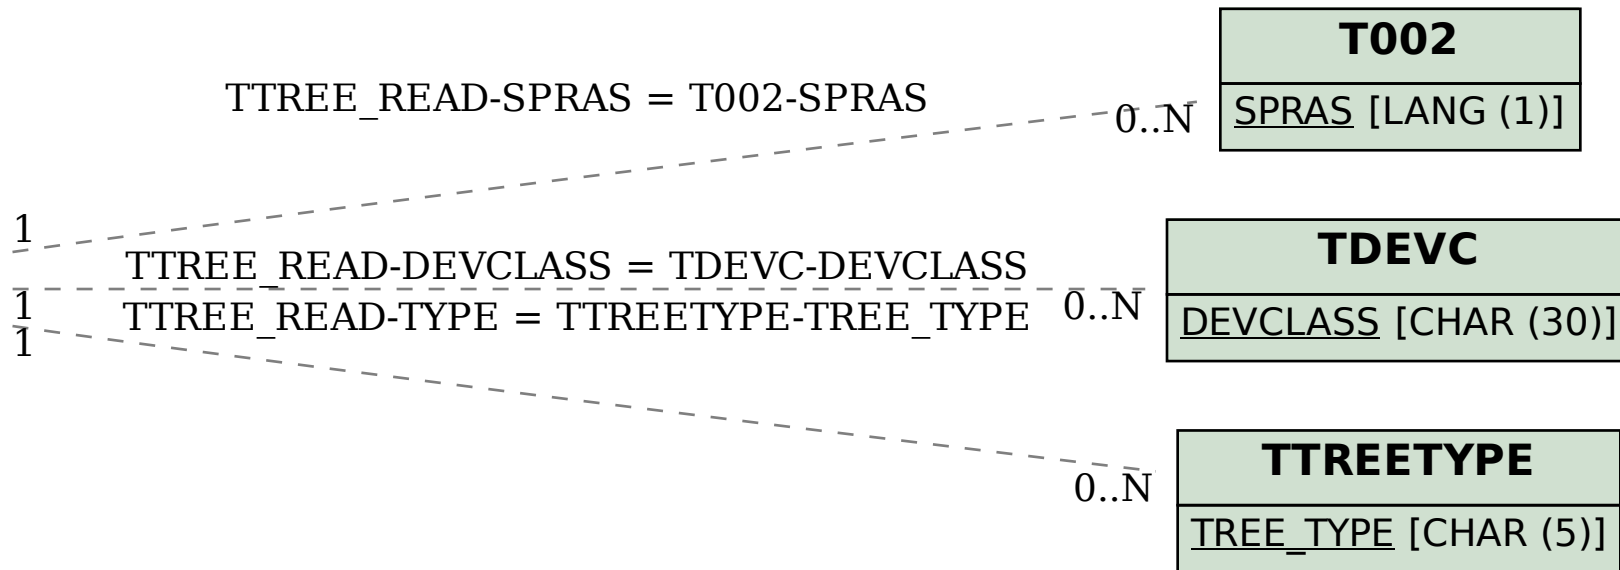 T002
TTREE_READ-SPRAS = T002-SPRAS
0..N
SPRAS [LANG (1)]
1
TDEVC
TTREE_READ-DEVCLASS = TDEVC-DEVCLASS
1
0..N
DEVCLASS [CHAR (30)]
TTREE_READ-TYPE = TTREETYPE-TREE_TYPE
1
TTREETYPE
0..N
TREE_TYPE [CHAR (5)]